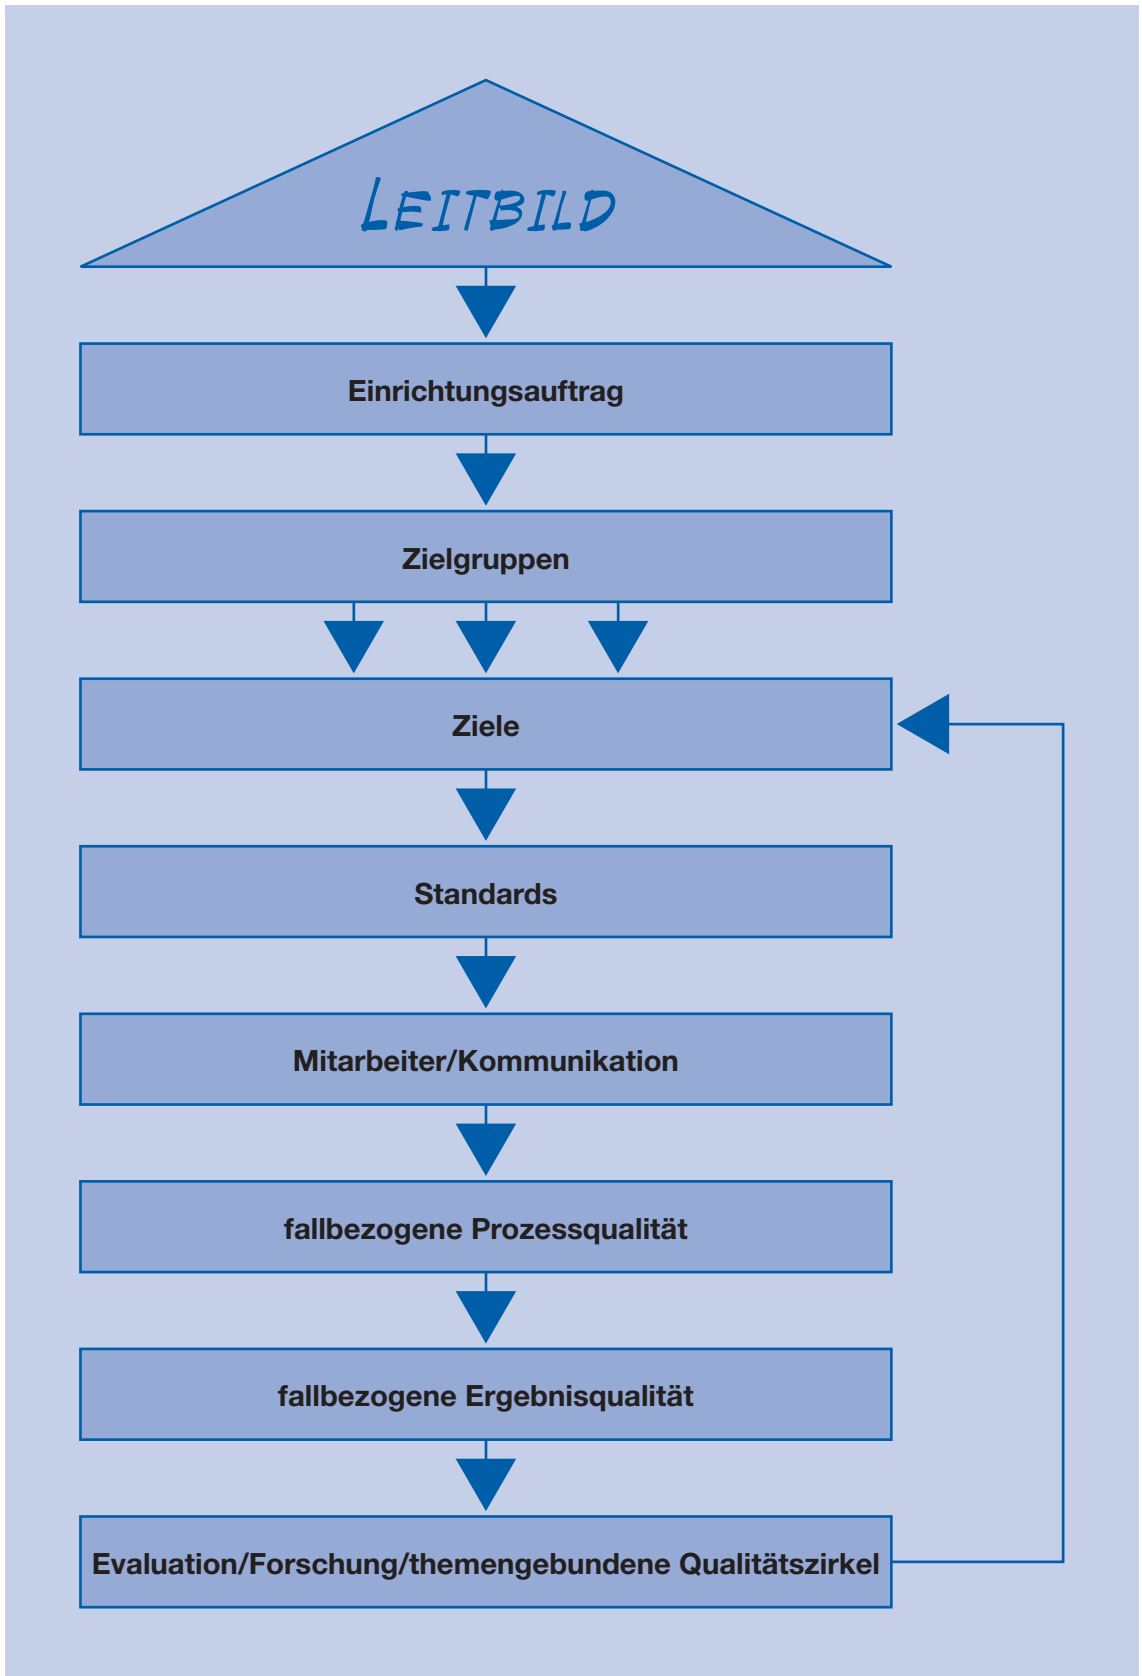 LEITBILD
Einrichtungsauftrag
Zielgruppen
Ziele
Standards
Mitarbeiter/Kommunikation
fallbezogene Prozessqualität
fallbezogene Ergebnisqualität
Evaluation/Forschung/themengebundene Qualitätszirkel